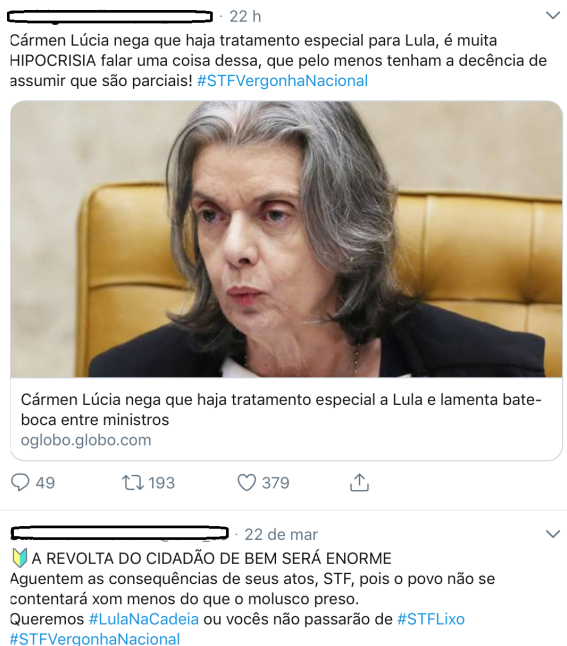 · 22 h
Cármen Lúcia nega que haja tratamento especial para Lula, é muita
HIPOCRISIA falar uma coisa dessa, que pelo menos tenham a decência de
assumir que são parciais! #STFVergonhaNacional
Cármen Lúcia nega que haja tratamento especial a Lula e lamenta bate-
boca entre ministros
oglobo.globo.com
49 193 379
· 22 de mar
A REVOLTA DO CIDADÃO DE BEM SERÁ ENORME
Aguentem as consequências de seus atos, STF, pois o povo não se
contentará xom menos do que o molusco preso.
Queremos #LulaNaCadeia ou vocês não passarão de #STFLixo
#STFVergonhaNacional